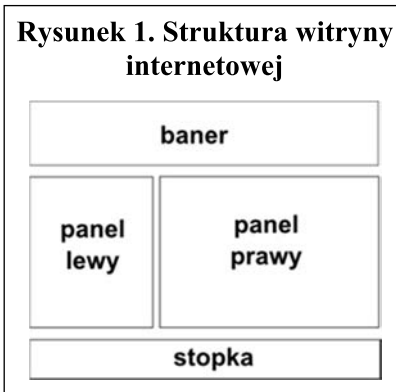 Rysunek 1. Struktura witryny
internetowej
baner
panel
lewy
panel
prawy
stopka